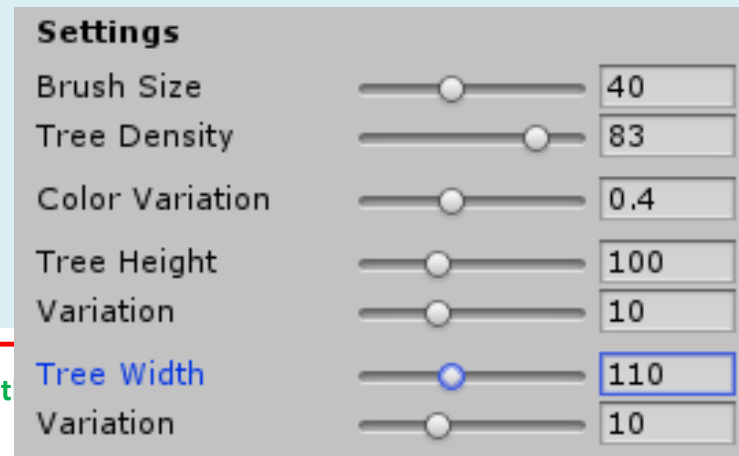 Settings
Brush Size 40
Tree Density 83
Color Variation 0.4
Tree Height 100
Variation 10
Tree Width 110
t
Variation 10